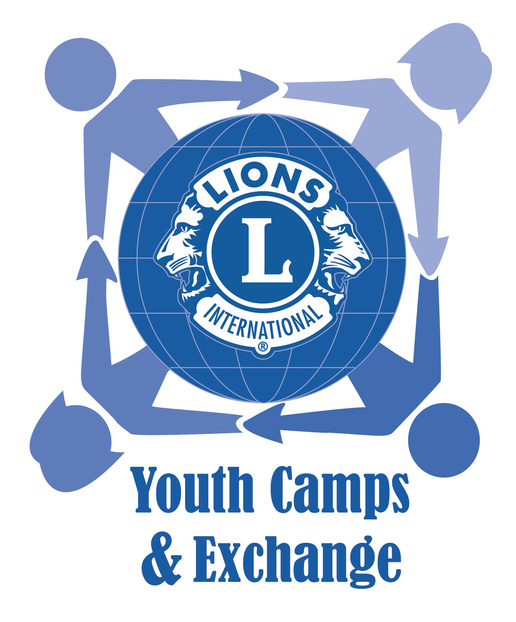 LIONS
L
INTERNATIONAL
®
Youth Camps
& Exchange